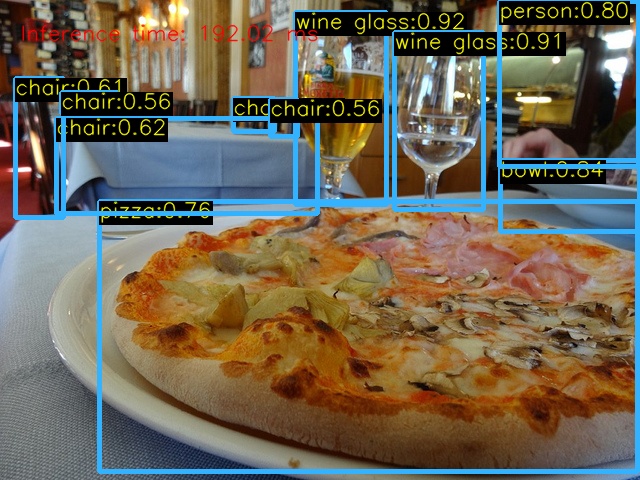 person:0.80
wine glass:0.92
Inference time: 192.02 ms
wine glass:0.91
chair:0.61
chair:0.56
chair:0.56
chair:0.62
bowl:0.84
pizza:0.76